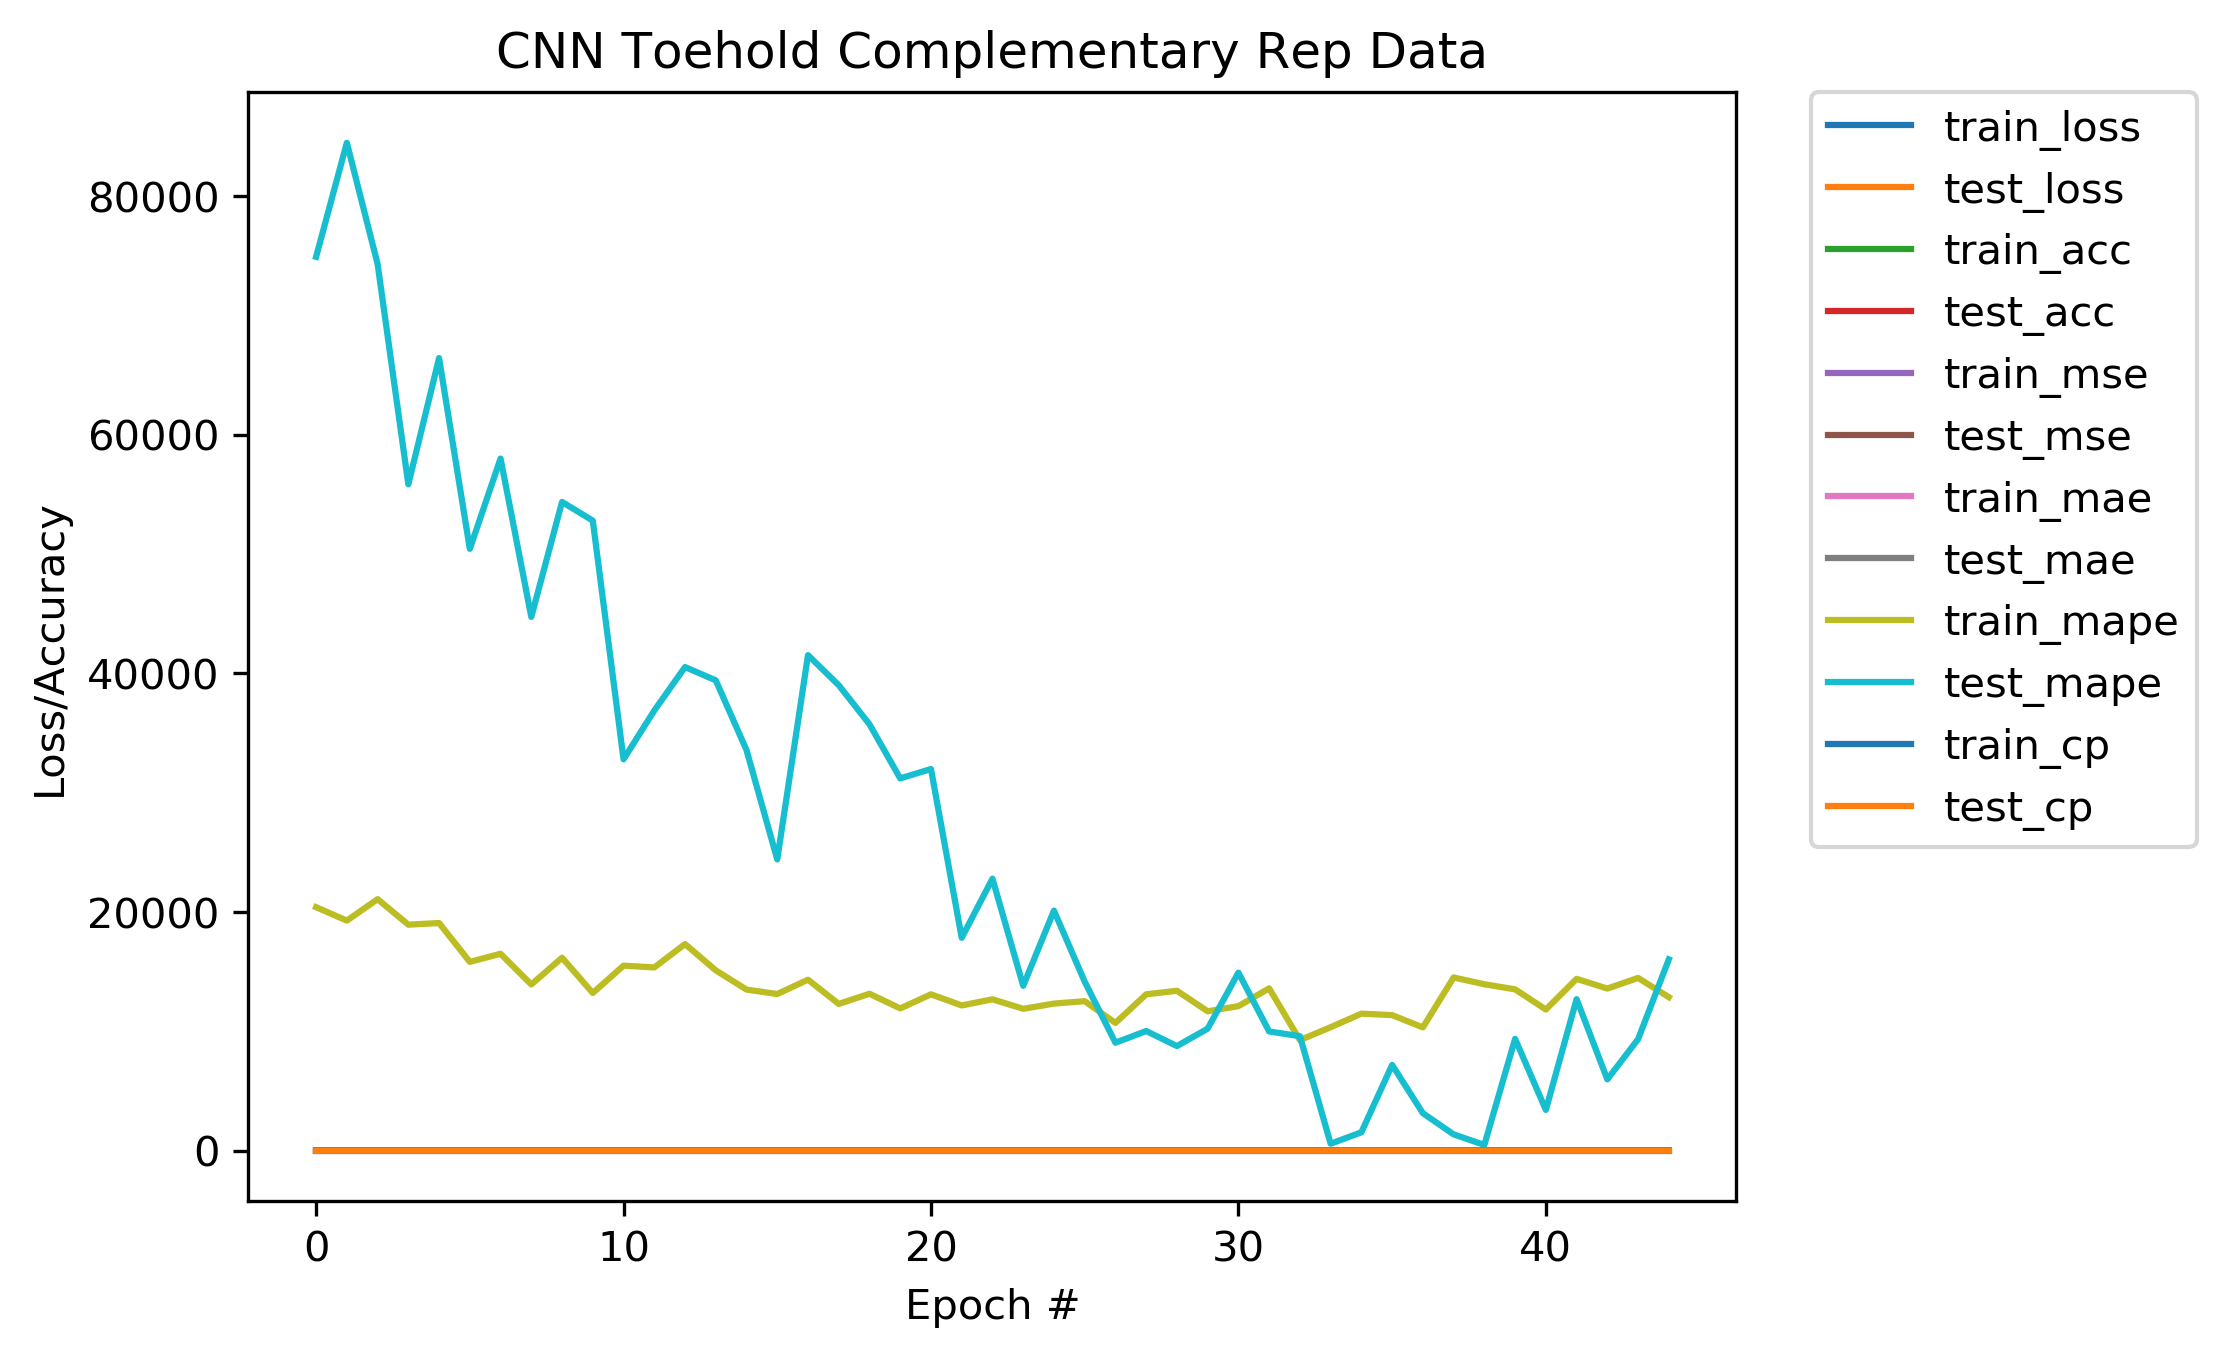 CNN Toehold Complementary Rep Data
80000
60000
40000
20000
0
Loss/Accuracy
0 10 20 30 40
Epoch #
train_loss
test_loss
train_acc
test_acc
train_mse
test_mse
train_mae
test_mae
train_mape
test_mape
train_cp
test_cp